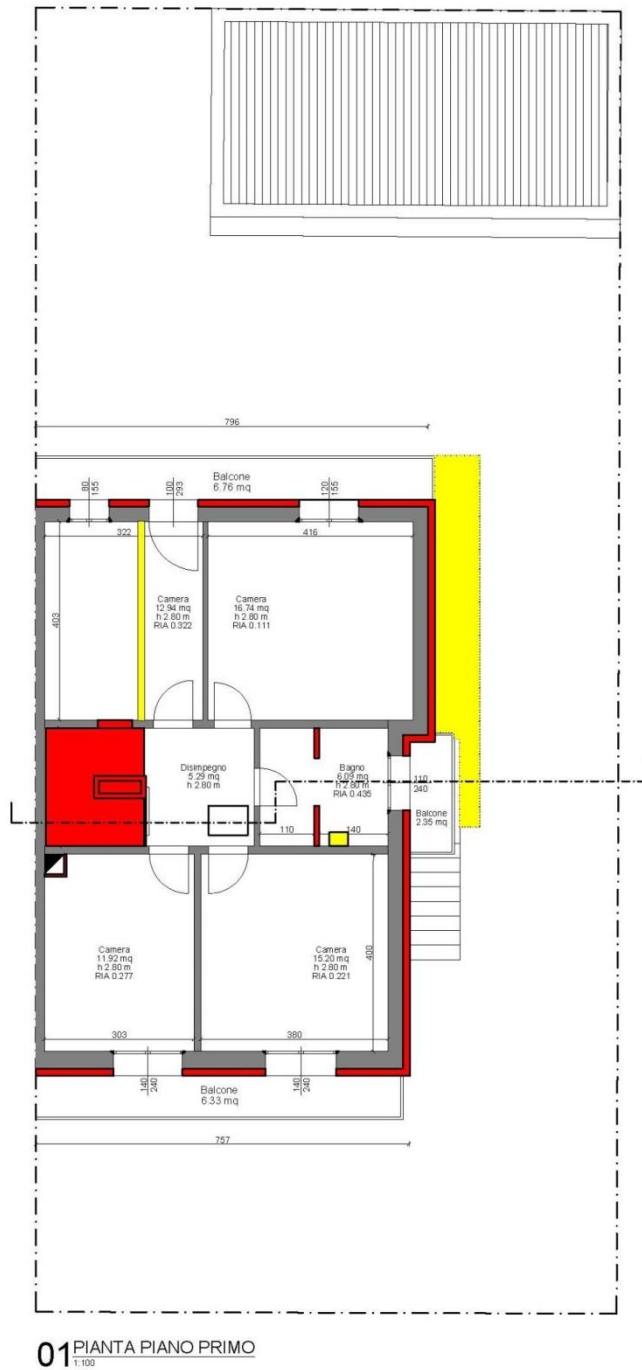 796
Balcone
6.76 mq
80
155
100
293
120
155
322
416
403
Camera
12.94 mq
h 2.80 m
RIA 0.322
Camera
16.74 mq
h 2.80 m
RIA 0.111
Disimpegno
5.29 mq
h 2.80 m
Bagno
6.09 mq
h 2.80 m
RIA 0.435
110
240
Balcone
2.35 mq
110
140
Camera
11.92 mq
h 2.80 m
RIA 0.277
Camera
15.20 mq
h 2.80 m
RIA 0.221
400
303
380
140
240
140
240
Balcone
6.33 mq
757
01 PIANTA PIANO PRIMO
1:100